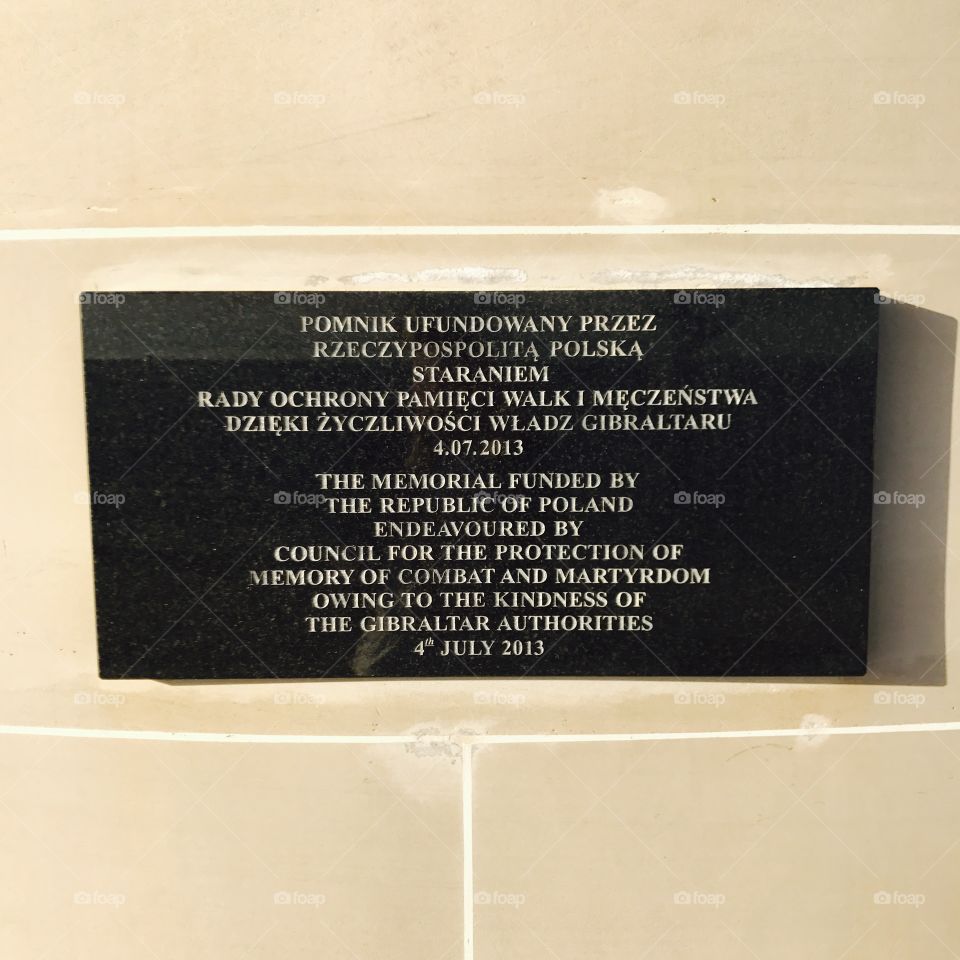 POMNIK UFUNDOWANY PRZEZ
RZECZYPOSPOLITĄ POLSKĄ
STARANIEM
RADY OCHRONY PAMIĘCI WALK I MĘCZEŃSTWA
DZIĘKI ŻYCZLIWOŚCI WŁADZ GIBRALTARU
4.07.2013
THE MEMORIAL FUNDED BY
THE REPUBLIC OF POLAND
ENDEAVOURED BY
COUNCIL FOR THE PROTECTION OF
MEMORY OF COMBAT AND MARTYRDOM
OWING TO THE KINDNESS OF
THE GIBRALTAR AUTHORITIES
4th JULY 2013